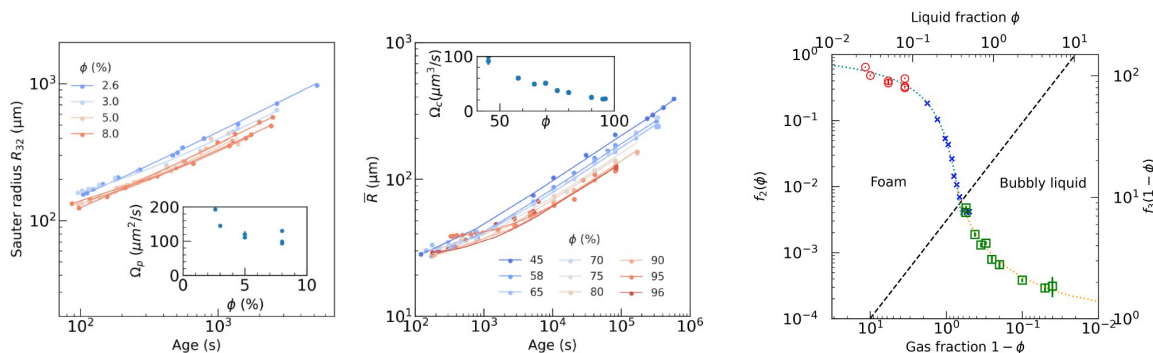 10³
10²
Sauter radius R₃₂ (μm)
ϕ (%)
2.6
3.0
5.0
8.0
200
100
0
Ωₚ (μm²/s)
0 5 10
ϕ (%)
10² 10³
Age (s)
10³
10²
10¹
R̅ (μm)
100
0
Ω_c(μm³/s)
50 100
ϕ
ϕ (%)
45 70 90
58 75 95
65 80 96
10² 10³ 10⁴ 10⁵ 10⁶
Age (s)
Liquid fraction ϕ
10⁻² 10⁻¹ 10⁰ 10¹
10⁰
10⁻¹
10⁻²
10⁻³
10⁻⁴
f₂(ϕ)
Foam
Bubbly liquid
10²
10¹
10⁰
f₃(1 − ϕ)
10¹ 10⁰ 10⁻¹ 10⁻²
Gas fraction 1 − ϕ